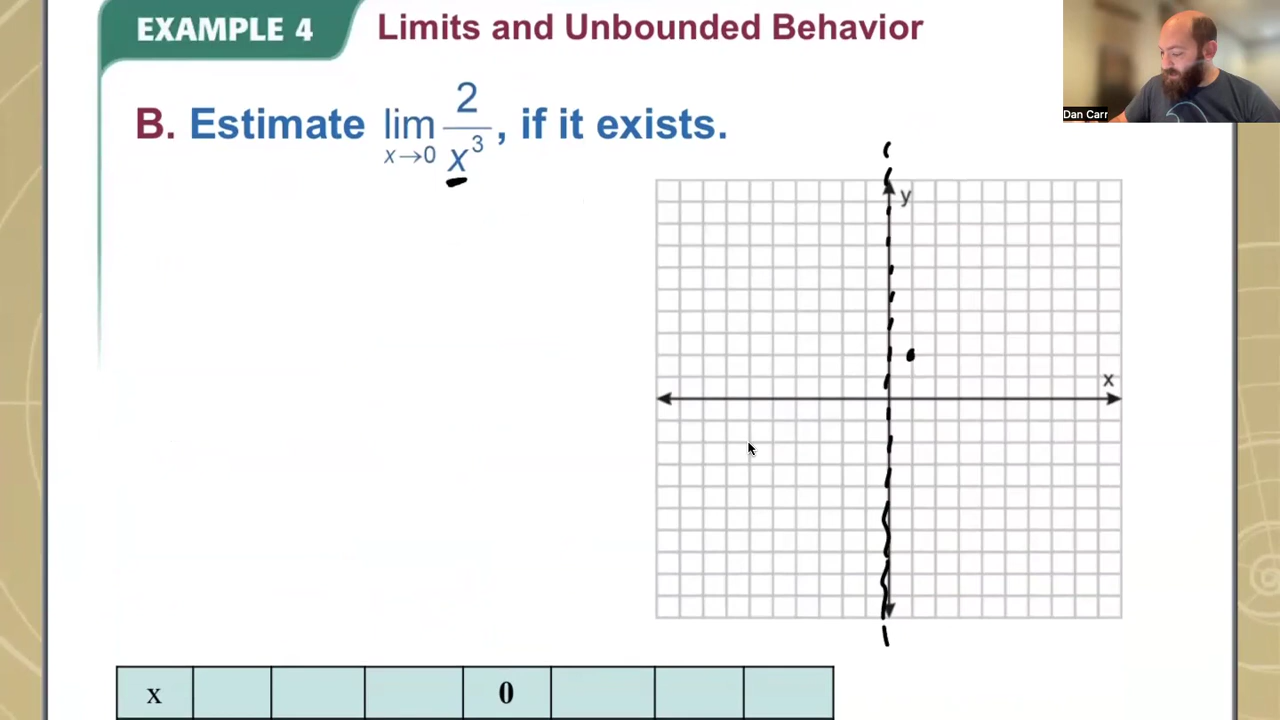 EXAMPLE 4 Limits and Unbounded Behavior
B. Estimate lim x→0 2/x³, if it exists.
Dan Carr
y
x
x 0